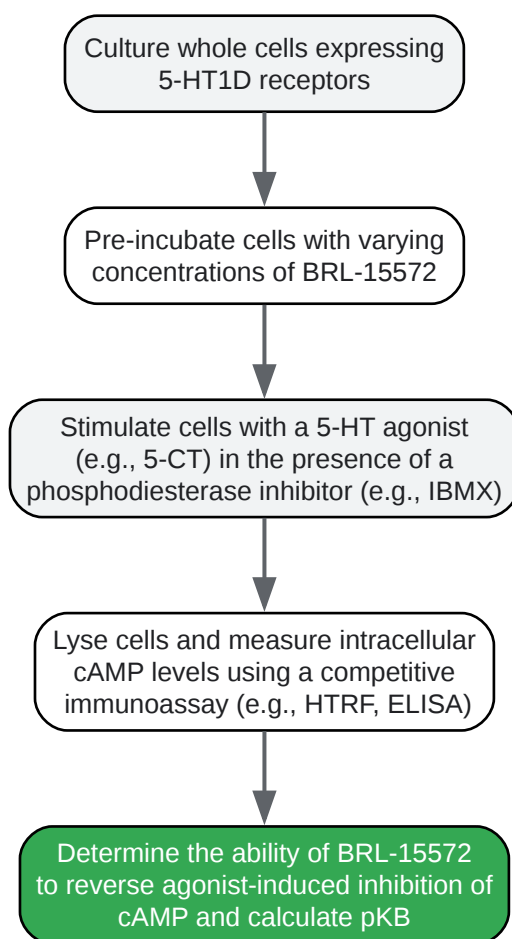 Culture whole cells expressing
5-HT1D receptors
Pre-incubate cells with varying
concentrations of BRL-15572
Stimulate cells with a 5-HT agonist
(e.g., 5-CT) in the presence of a
phosphodiesterase inhibitor (e.g., IBMX)
Lyse cells and measure intracellular
cAMP levels using a competitive
immunoassay (e.g., HTRF, ELISA)
Determine the ability of BRL-15572
to reverse agonist-induced inhibition of
cAMP and calculate pKB